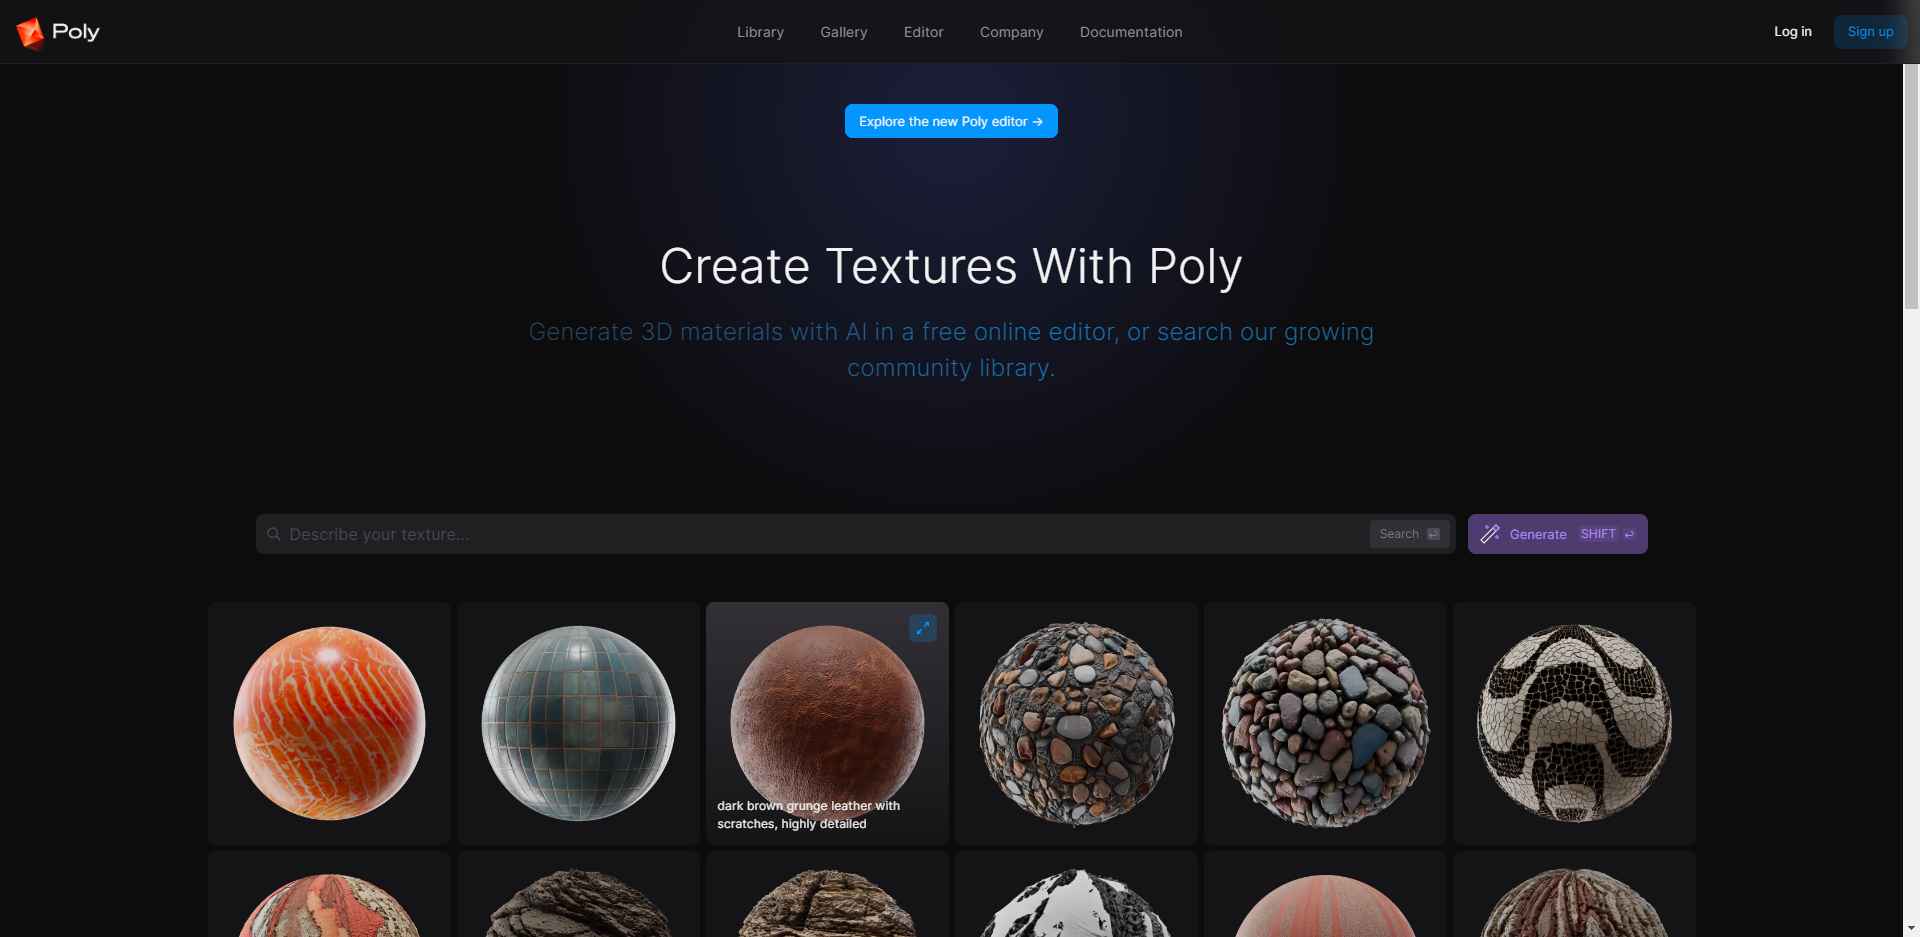 Poly
Library
Gallery
Editor
Company
Documentation
Log in
Sign up
Explore the new Poly editor →
Create Textures With Poly
Generate 3D materials with AI in a free online editor, or search our growing
community library.
Describe your texture...
Search
Generate
SHIFT
dark brown grunge leather with
scratches, highly detailed